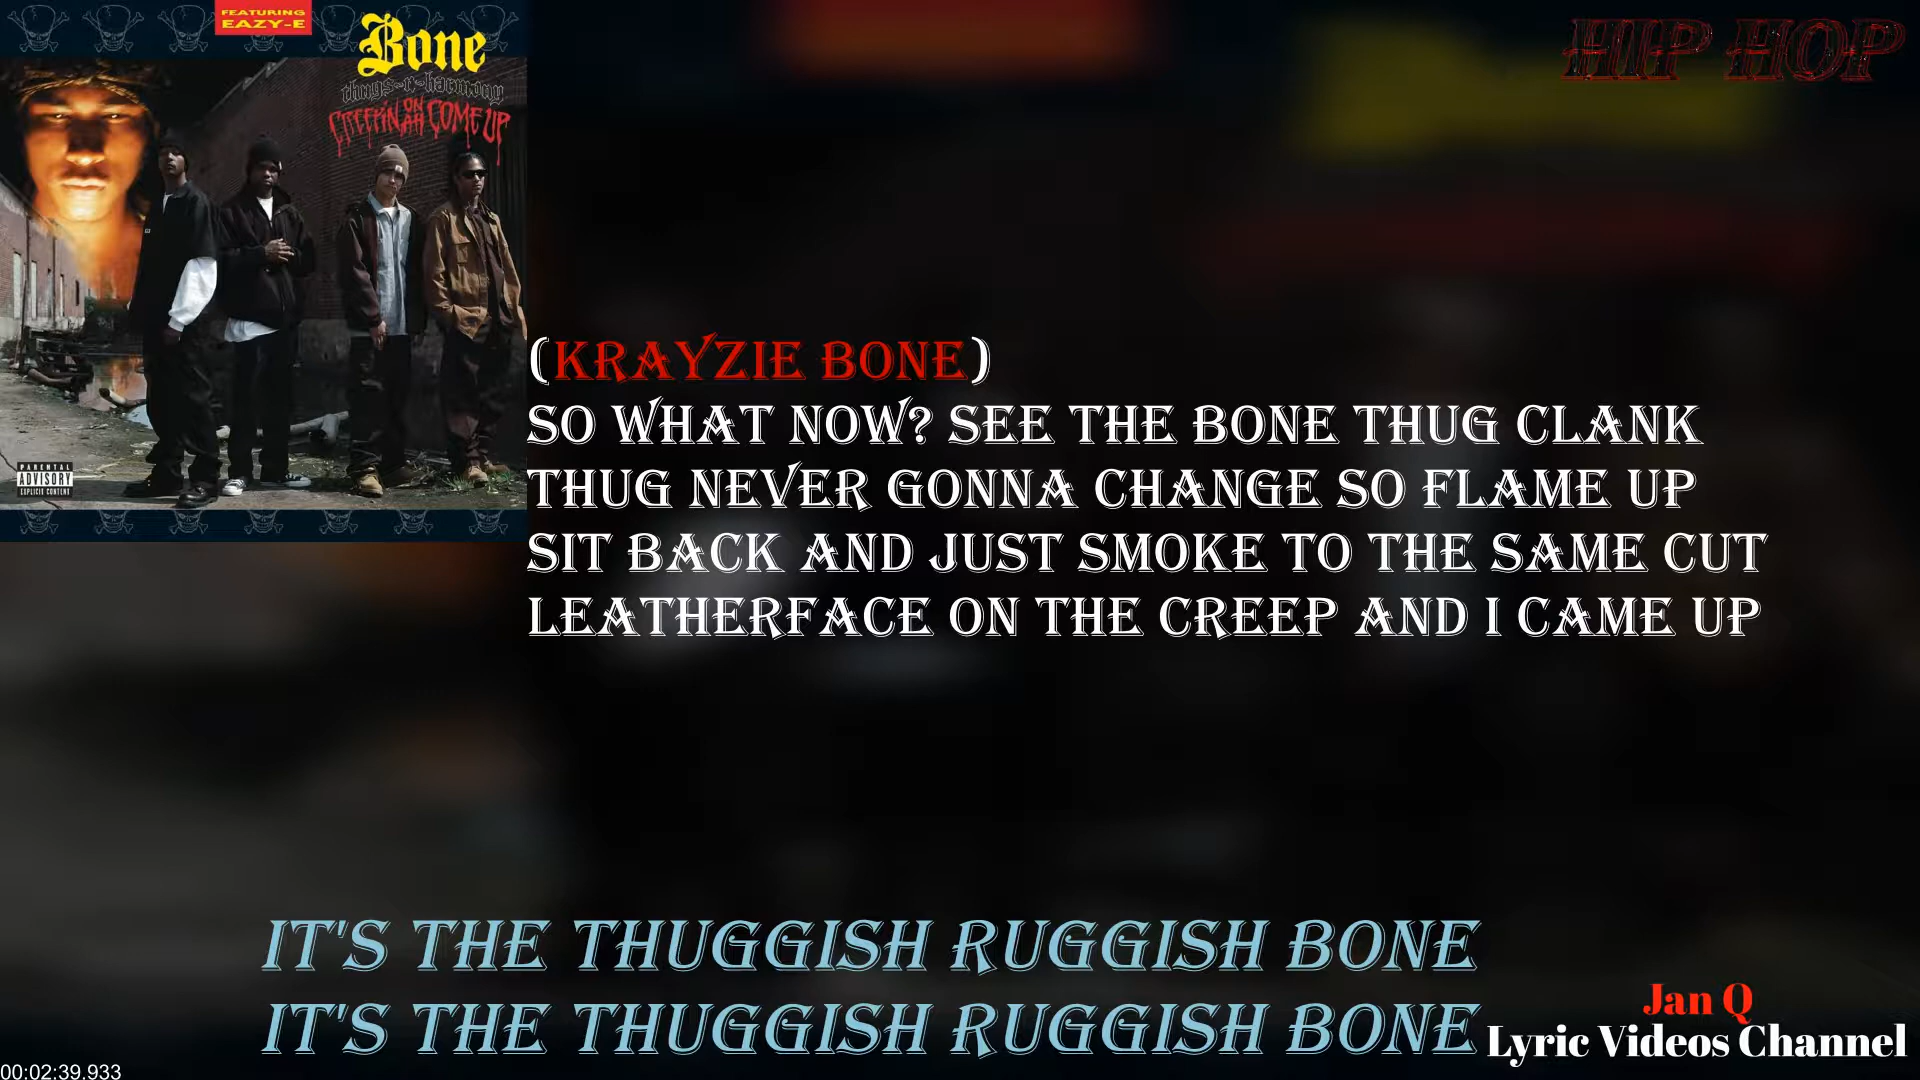 FEATURING
EAZY-E
Bone
thugs-n-harmony
CREEPIN ON AH COME UP
HIP HOP
(KRAYZIE BONE)
SO WHAT NOW? SEE THE BONE THUG CLANK
THUG NEVER GONNA CHANGE SO FLAME UP
SIT BACK AND JUST SMOKE TO THE SAME CUT
LEATHERFACE ON THE CREEP AND I CAME UP
PARENTAL
ADVISORY
EXPLICIT CONTENT
IT'S THE THUGGISH RUGGISH BONE
IT'S THE THUGGISH RUGGISH BONE
Jan Q
Lyric Videos Channel
00:02:39.933